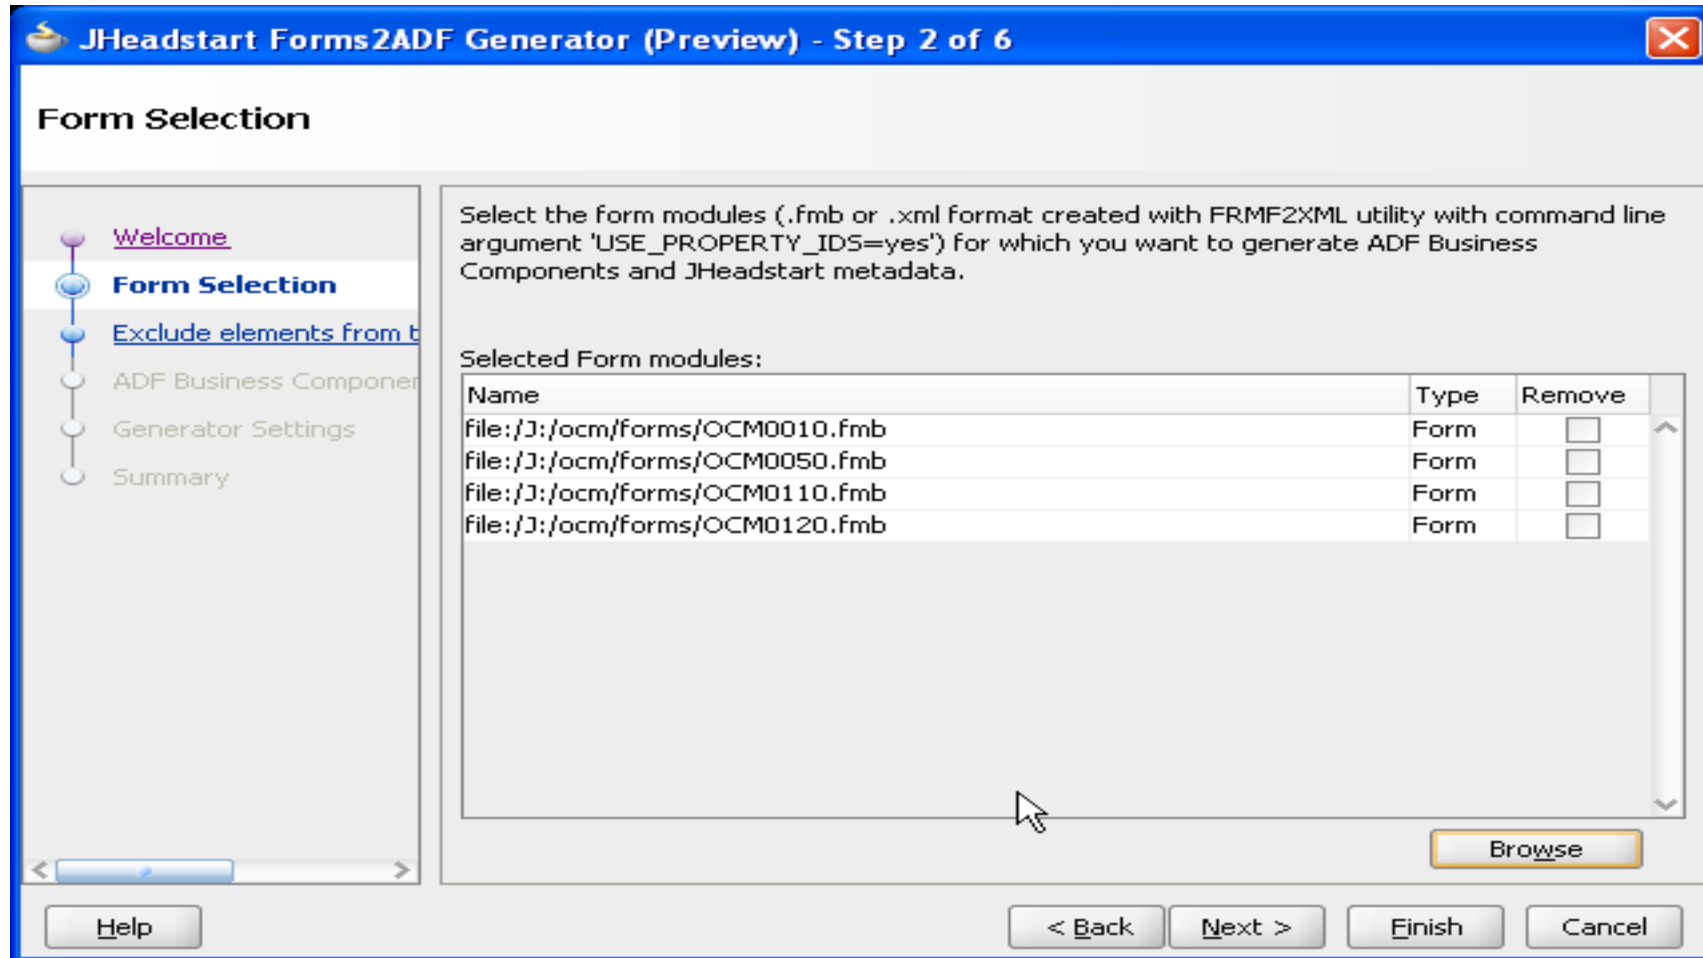 JHeadstart Forms2ADF Generator (Preview) - Step 2 of 6
Form Selection
Welcome
Form Selection
Exclude elements from t
ADF Business Componen
Generator Settings
Summary
Select the form modules (.fmb or .xml format created with FRMF2XML utility with command line
argument 'USE_PROPERTY_IDS=yes') for which you want to generate ADF Business
Components and JHeadstart metadata.
Selected Form modules:
Name Type Remove
file:/J:/ocm/forms/OCM0010.fmb Form
file:/J:/ocm/forms/OCM0050.fmb Form
file:/J:/ocm/forms/OCM0110.fmb Form
file:/J:/ocm/forms/OCM0120.fmb Form
Browse
Help < Back Next > Finish Cancel